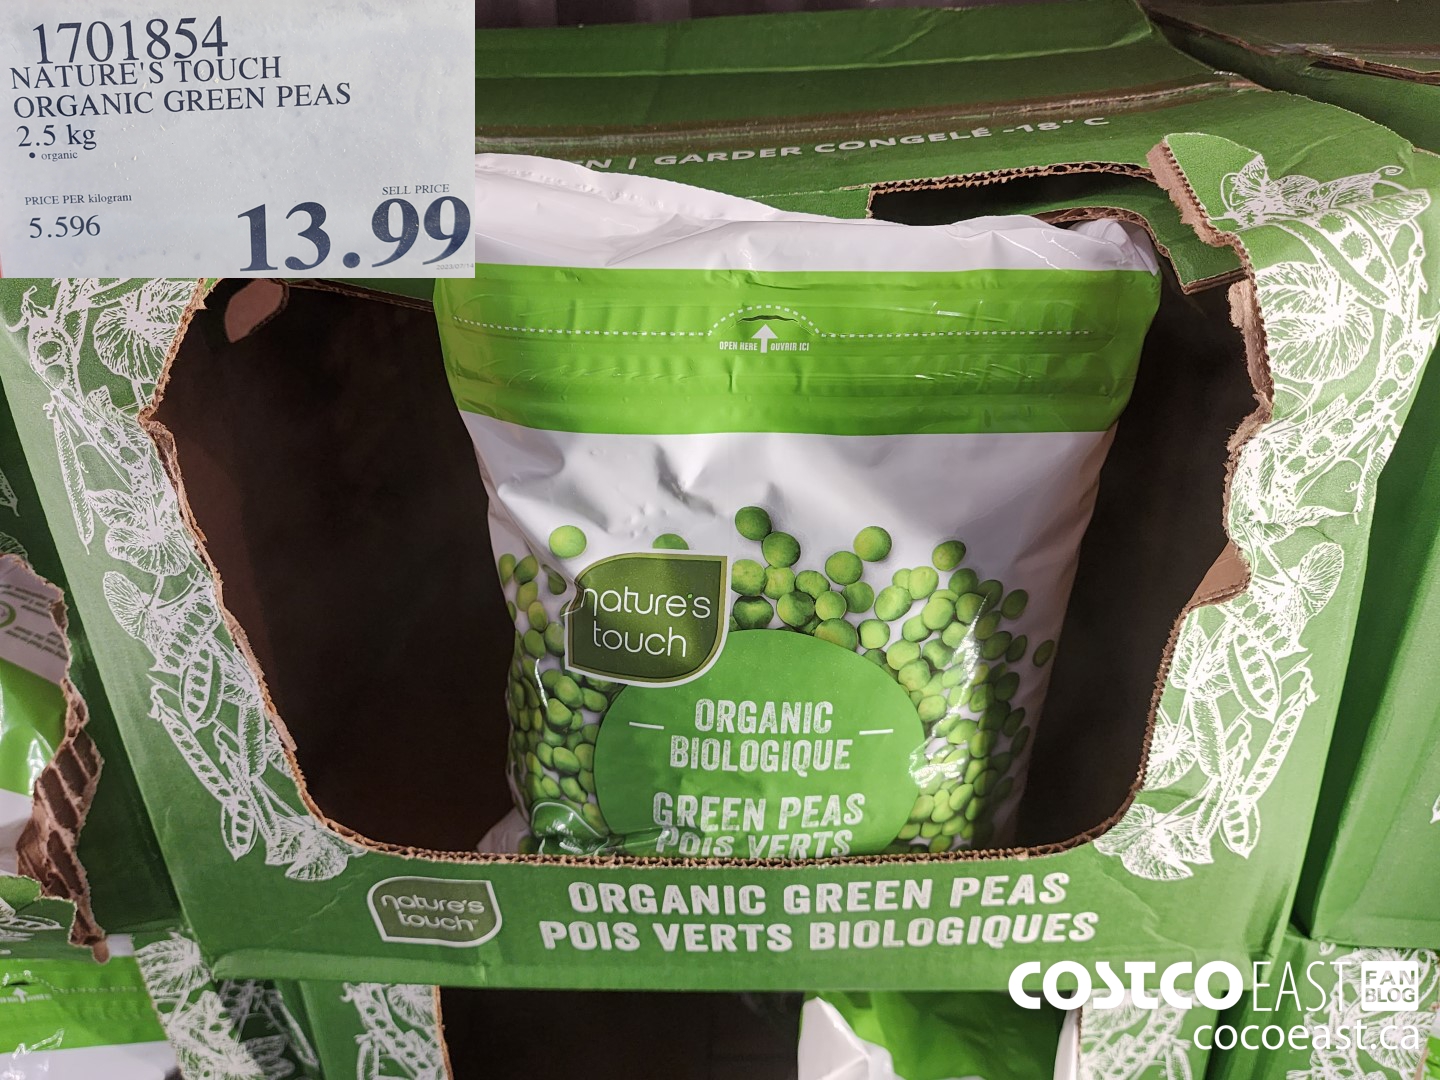 1701854
NATURE'S TOUCH
ORGANIC GREEN PEAS
2.5 kg
• organic
PRICE PER kilogram
5.596
SELL PRICE
13.99
/ GARDER CONGELÉ -18° C
OPEN HERE OUVRIR ICI
nature's
touch
ORGANIC
BIOLOGIQUE
GREEN PEAS
POIS VERTS
nature's
touch
ORGANIC GREEN PEAS
POIS VERTS BIOLOGIQUES
COSTCO EAST FAN BLOG
cocoeast.ca